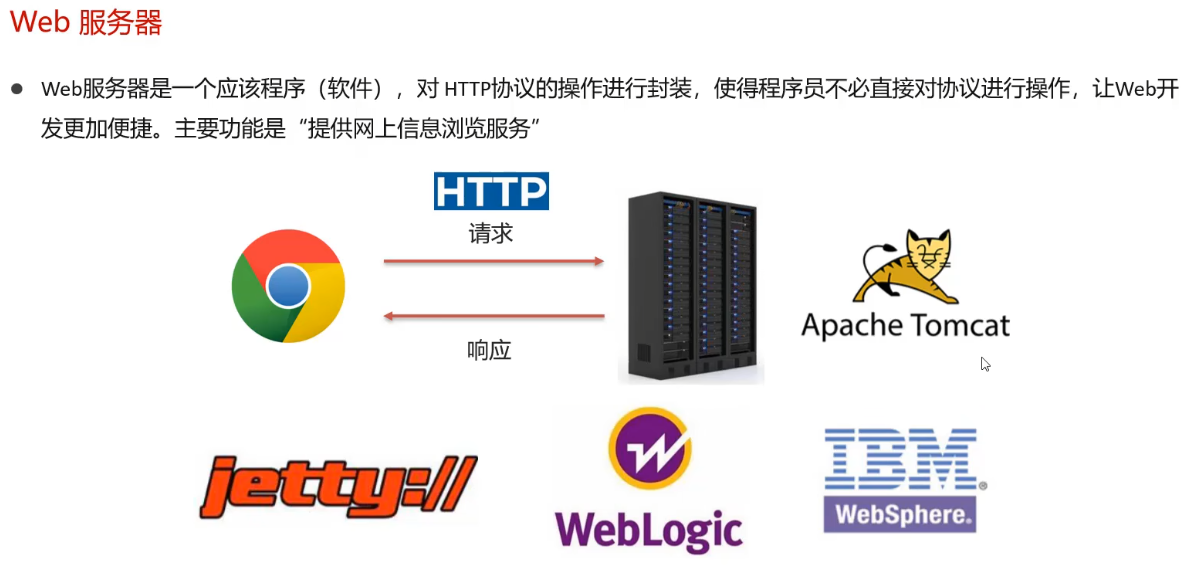 Web 服务器
● Web服务器是一个应该程序（软件），对 HTTP协议的操作进行封装，使得程序员不必直接对协议进行操作，让Web开
发更加便捷。主要功能是“提供网上信息浏览服务”
HTTP
请求
响应
Apache Tomcat
jetty://
WebLogic
IBM®
WebSphere.